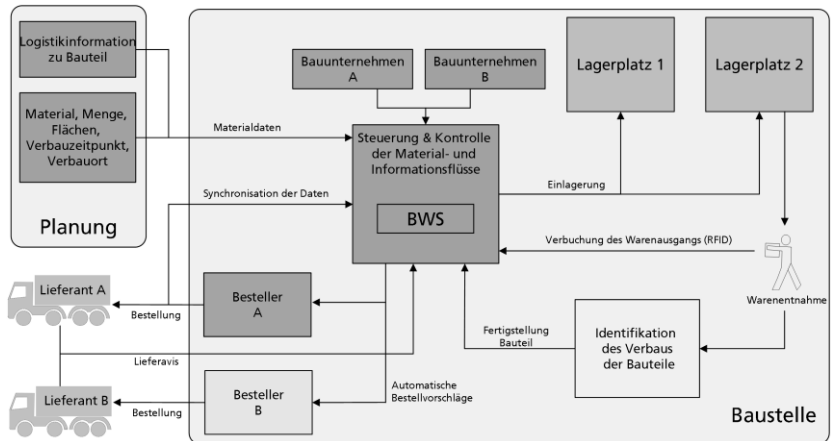 Logistikinformation
zu Bauteil
Material, Menge,
Flächen,
Verbauzeitpunkt,
Verbauort
Planung
Materialdaten
Synchronisation der Daten
Bauunternehmen
A
Bauunternehmen
B
Steuerung & Kontrolle
der Material- und
Informationsflüsse
BWS
Lagerplatz 1
Lagerplatz 2
Einlagerung
Verbuchung des Warenausgangs (RFID)
Warenentnahme
Lieferant A
Bestellung
Besteller
A
Lieferavis
Lieferant B
Bestellung
Besteller
B
Automatische
Bestellvorschläge
Fertigstellung
Bauteil
Identifikation
des Verbaus
der Bauteile
Baustelle